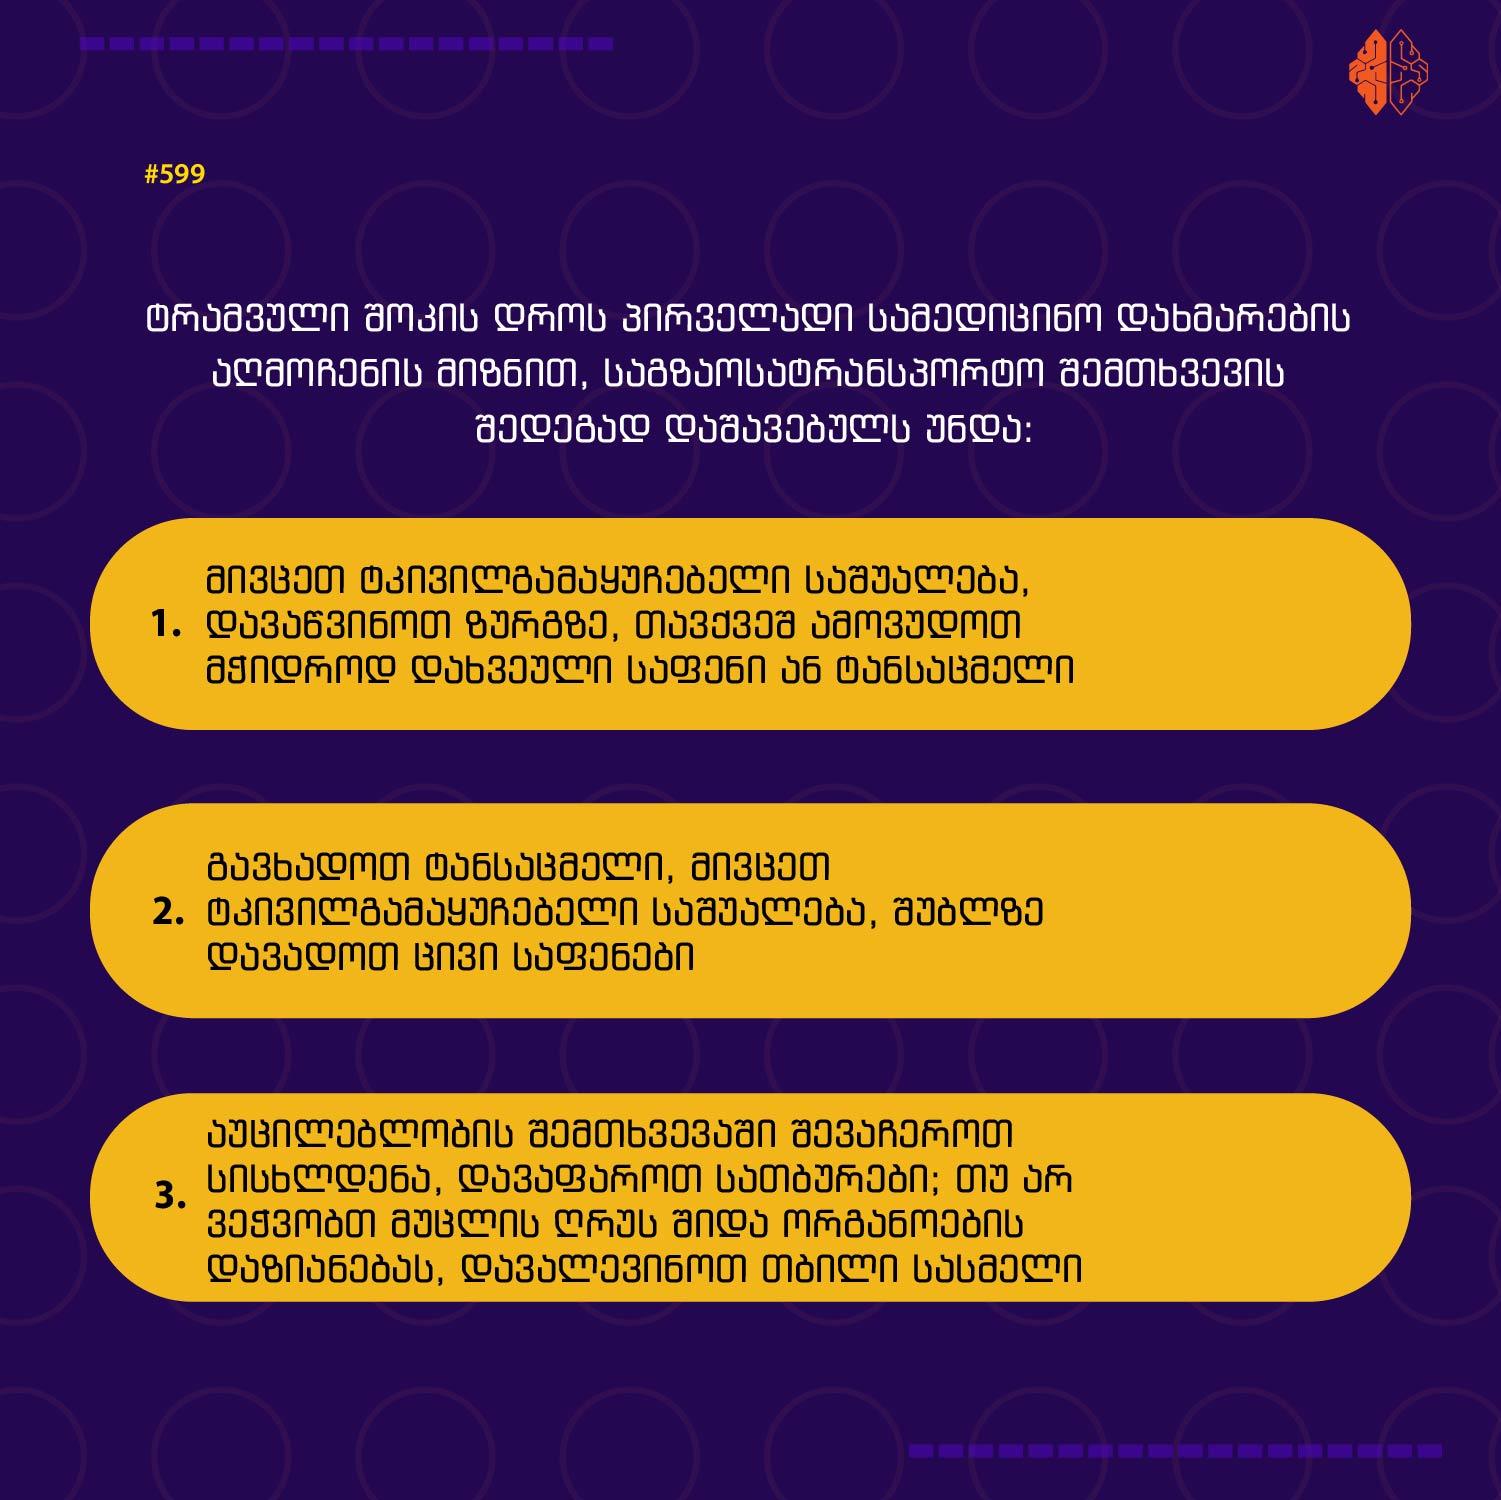 #599
ტრამვული შოკის დროს პირველადი სამედიცინო დახმარების
აღმოჩენის მიზნით, საგზაოსატრანსპორტო შემთხვევის
შედეგად დაშავებულს უნდა:
მივცეთ ტკივილგამაყუჩებელი საშუალება,
1. დავაწვინოთ ზურგზე, თავქვეშ ამოვუდოთ
მჭიდროდ დახვეული საფენი ან ტანსაცმელი
გავხადოთ ტანსაცმელი, მივცეთ
2. ტკივილგამაყუჩებელი საშუალება, შუბლზე
დავადოთ ცივი საფენები
აუცილებლობის შემთხვევაში შევაჩეროთ
სისხლდენა, დავაფაროთ სათბურები; თუ არ
3. ვეჭვობთ მუცლის ღრუს შიდა ორგანოების
დაზიანებას, დავალევინოთ თბილი სასმელი